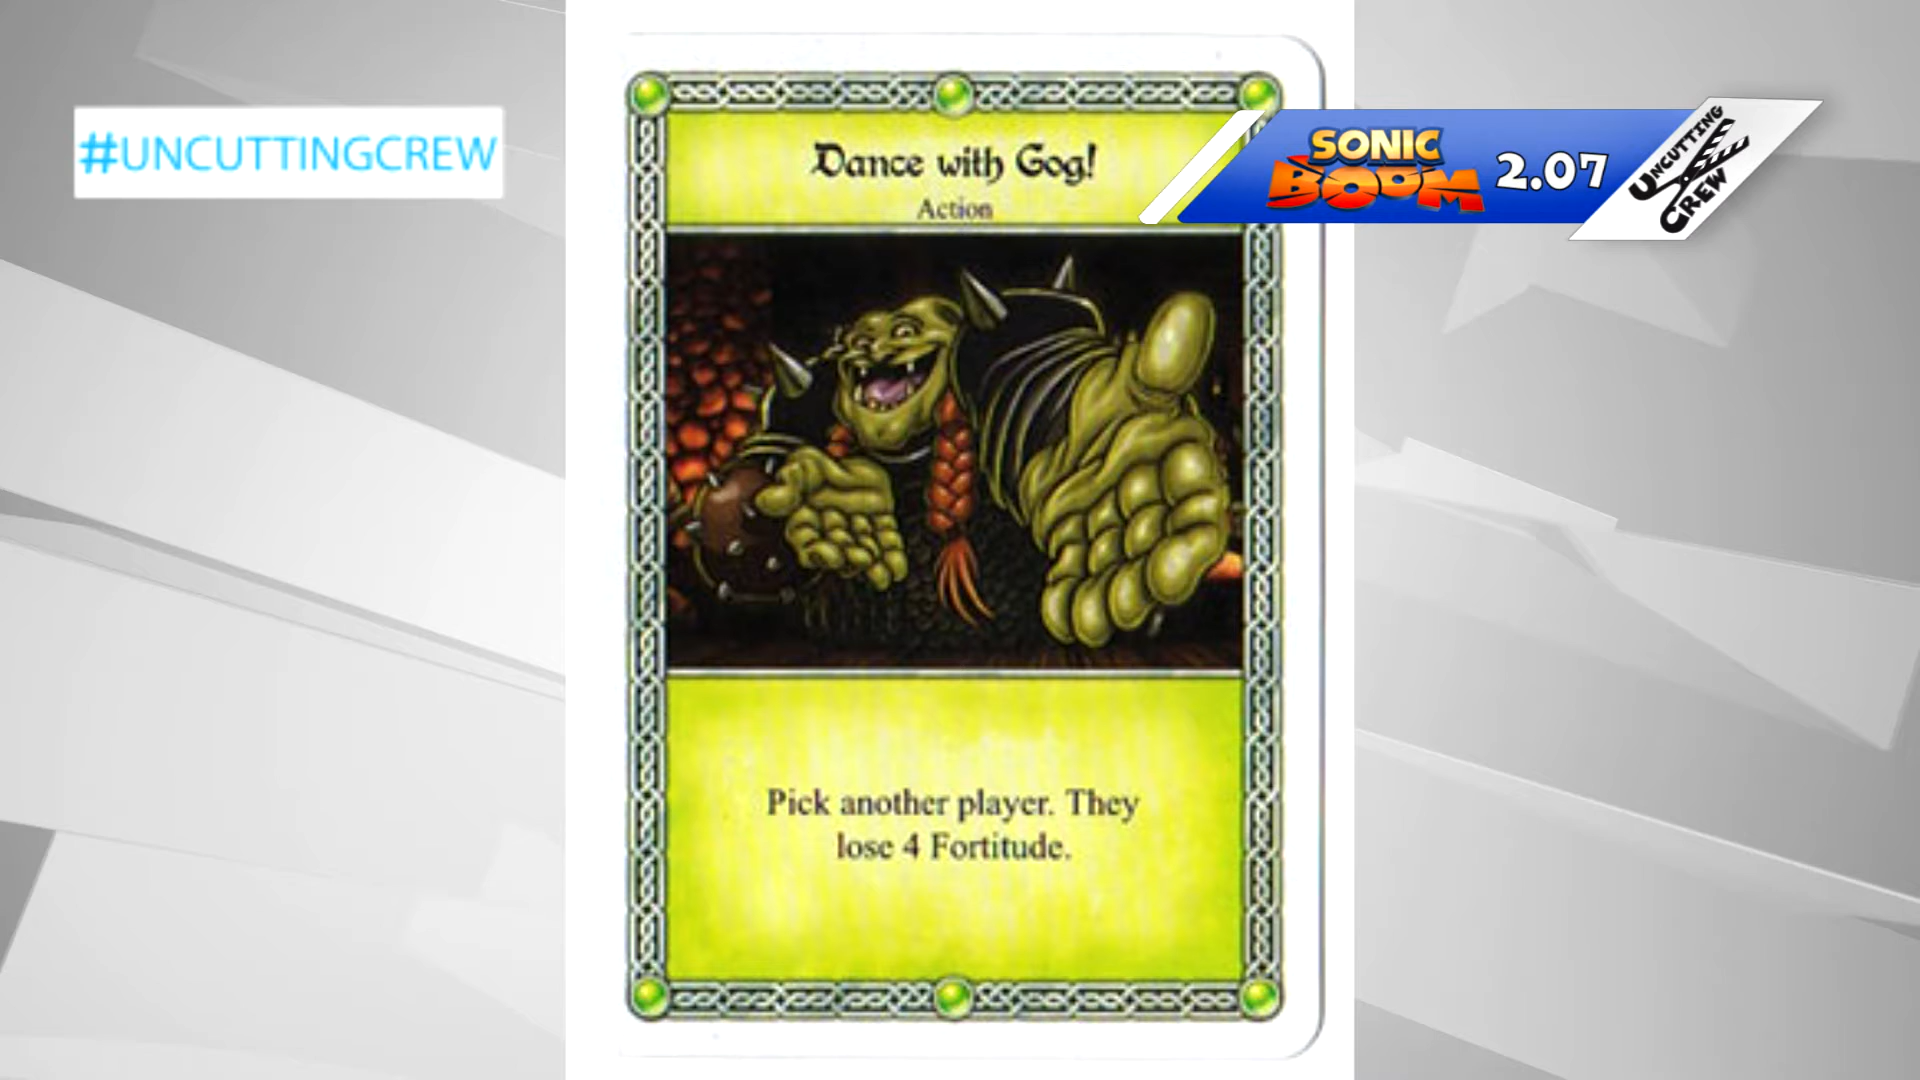 #UNCUTTINGCREW
Dance with Gog!
Action
SONIC
BOOM
2.07
UNCUTTING
CREW
Pick another player. They
lose 4 Fortitude.